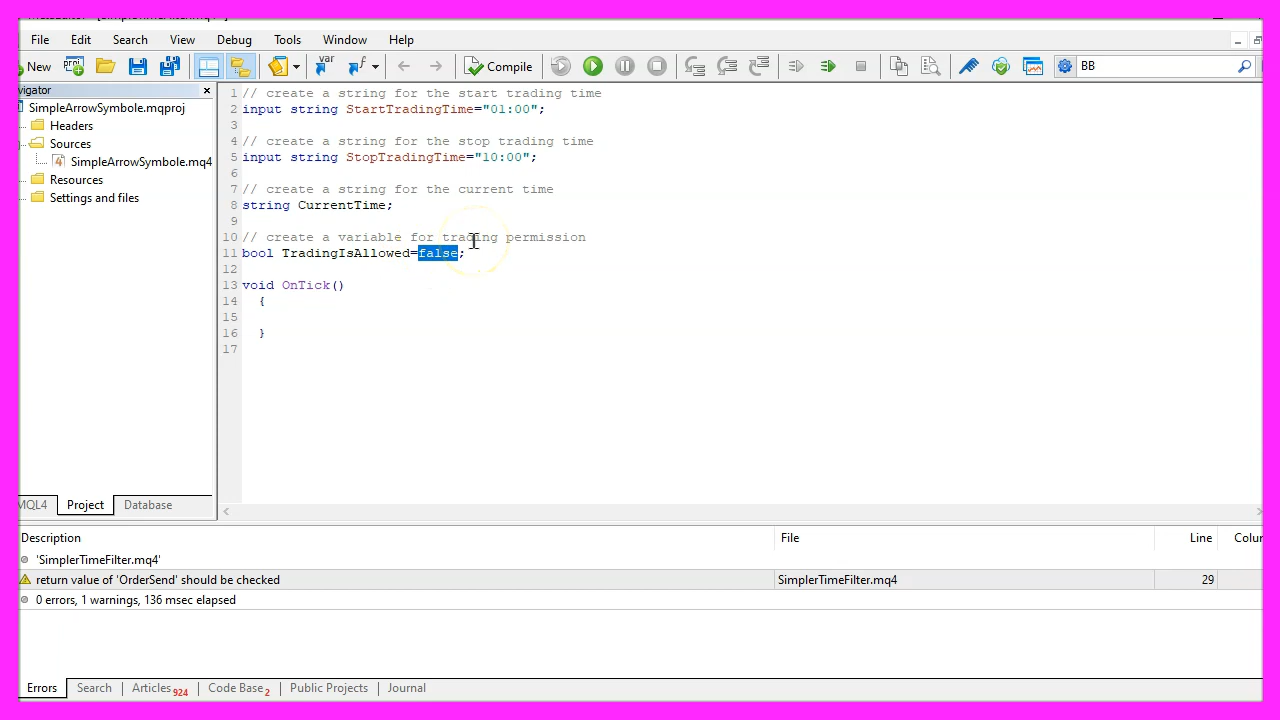 File Edit Search View Debug Tools Window Help
New Compile BB
vigator
SimpleArrowSymbole.mqproj
Headers
Sources
SimpleArrowSymbole.mq4
Resources
Settings and files
MQL4 Project Database
1 // create a string for the start trading time
2 input string StartTradingTime="01:00";
3
4 // create a string for the stop trading time
5 input string StopTradingTime="10:00";
6
7 // create a string for the current time
8 string CurrentTime;
9
10 // create a variable for trading permission
11 bool TradingIsAllowed=false;
12
13 void OnTick()
14 {
15
16 }
17
Description File Line Colur
'SimplerTimeFilter.mq4'
return value of 'OrderSend' should be checked SimplerTimeFilter.mq4 29
0 errors, 1 warnings, 136 msec elapsed
Errors Search Articles 924 Code Base 2 Public Projects Journal